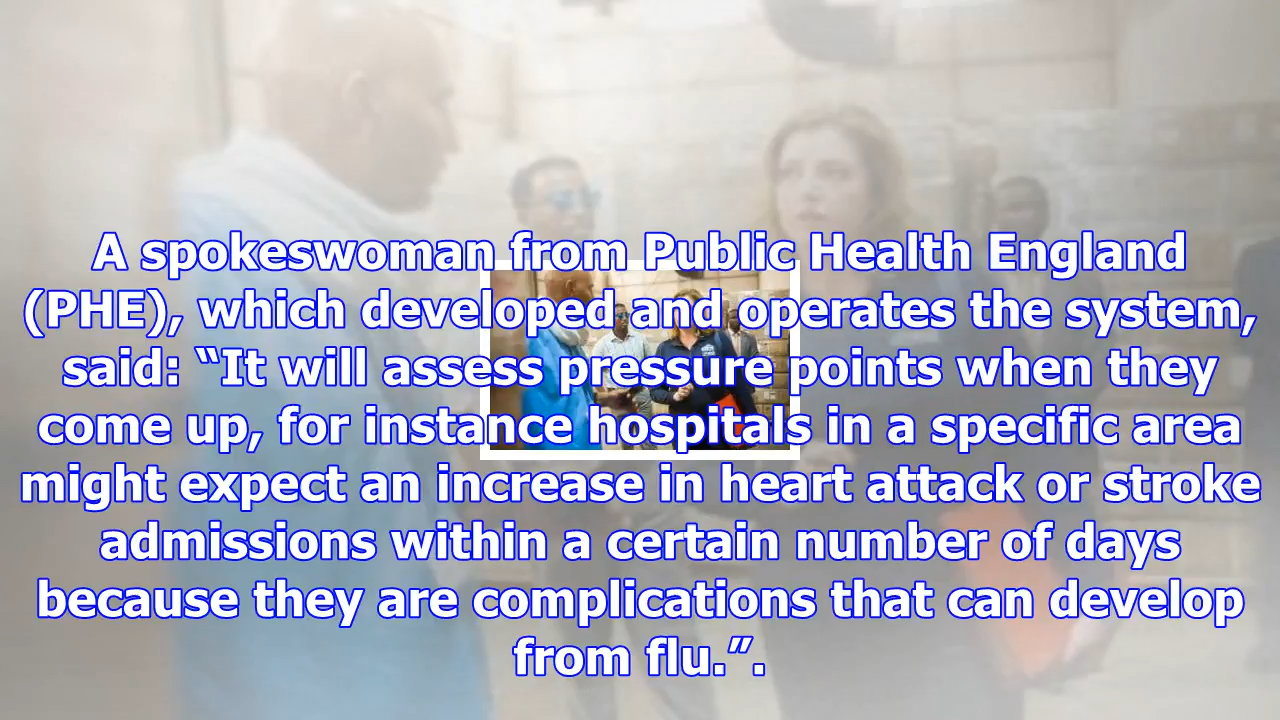 A spokeswoman from Public Health England
(PHE), which developed and operates the system,
said: “It will assess pressure points when they
come up, for instance hospitals in a specific area
might expect an increase in heart attack or stroke
admissions within a certain number of days
because they are complications that can develop
from flu.”.